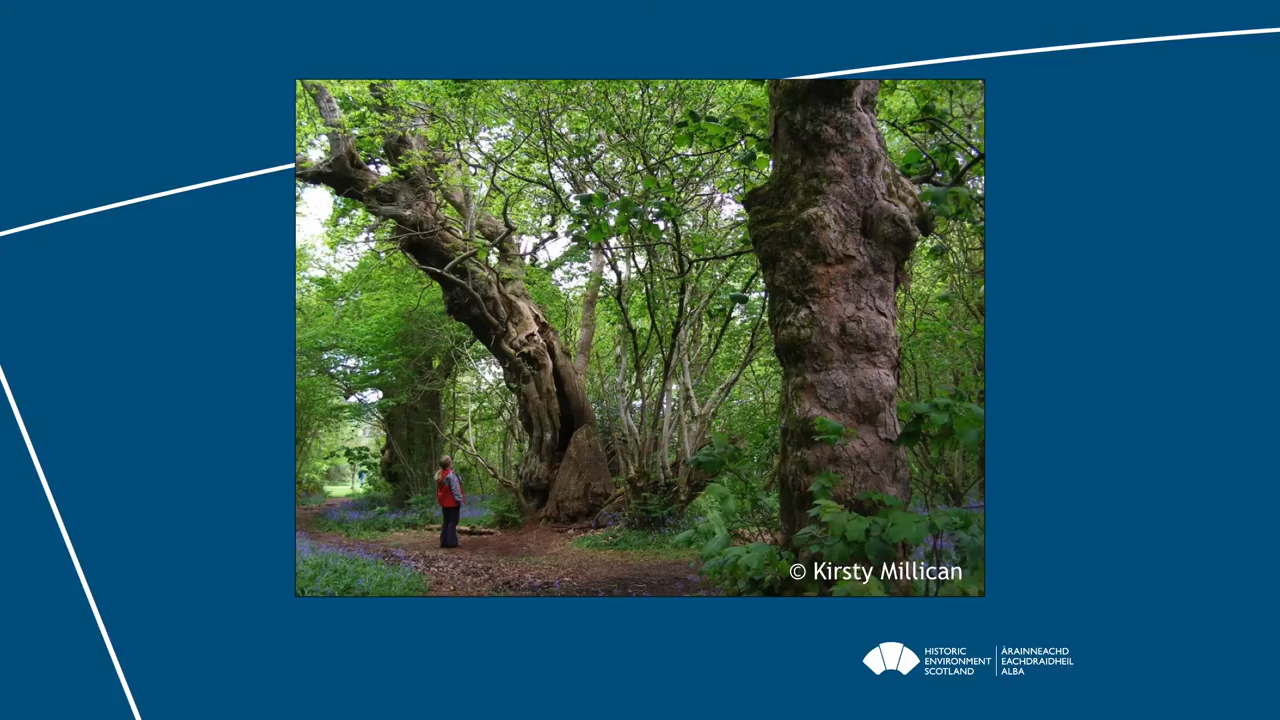 © Kirsty Millican
HISTORIC
ENVIRONMENT
SCOTLAND
ÀRAINNEACHD
EACHDRAIDHEIL
ALBA